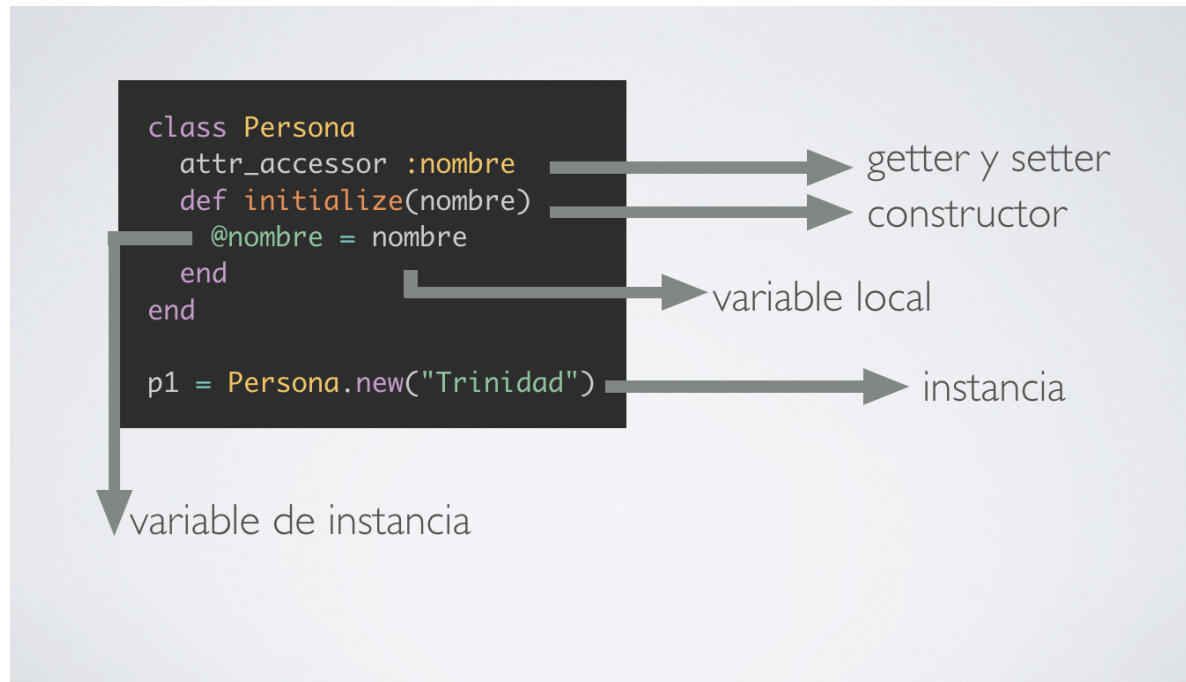 class Persona
attr_accessor :nombre
def initialize(nombre)
@nombre = nombre
end
end
p1 = Persona.new("Trinidad")
getter y setter
constructor
variable local
instancia
variable de instancia